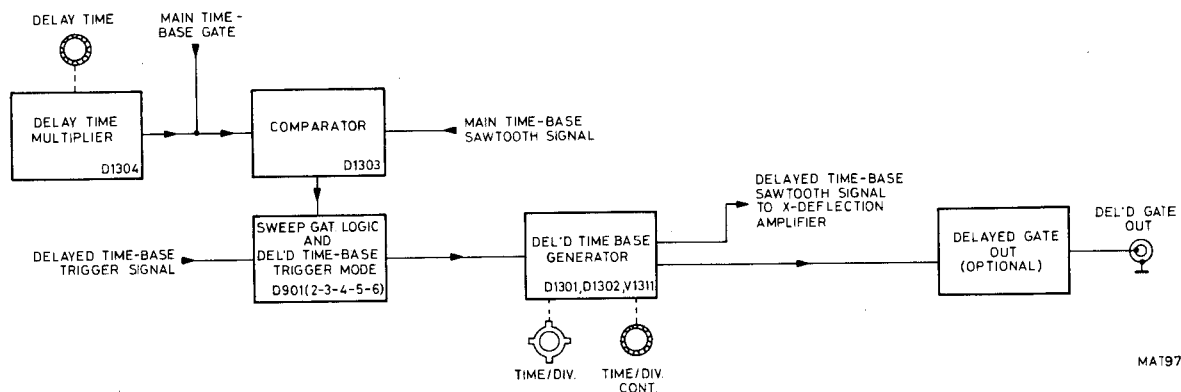 DELAY TIME
MAIN TIME-
BASE GATE
DELAY TIME
MULTIPLIER
D1304
COMPARATOR
D1303
MAIN TIME-BASE
SAWTOOTH SIGNAL
DELAYED TIME-BASE
TRIGGER SIGNAL
SWEEP GAT LOGIC
AND
DEL'D TIME-BASE
TRIGGER MODE
D901(2-3-4-5-6)
DEL'D TIME BASE
GENERATOR
D1301,D1302,V1311
DELAYED TIME-BASE
SAWTOOTH SIGNAL
TO X-DEFLECTION
AMPLIFIER
DELAYED GATE
OUT
(OPTIONAL)
DEL'D GATE
OUT
TIME/DIV.
TIME/DIV.
CONT.
MAT97